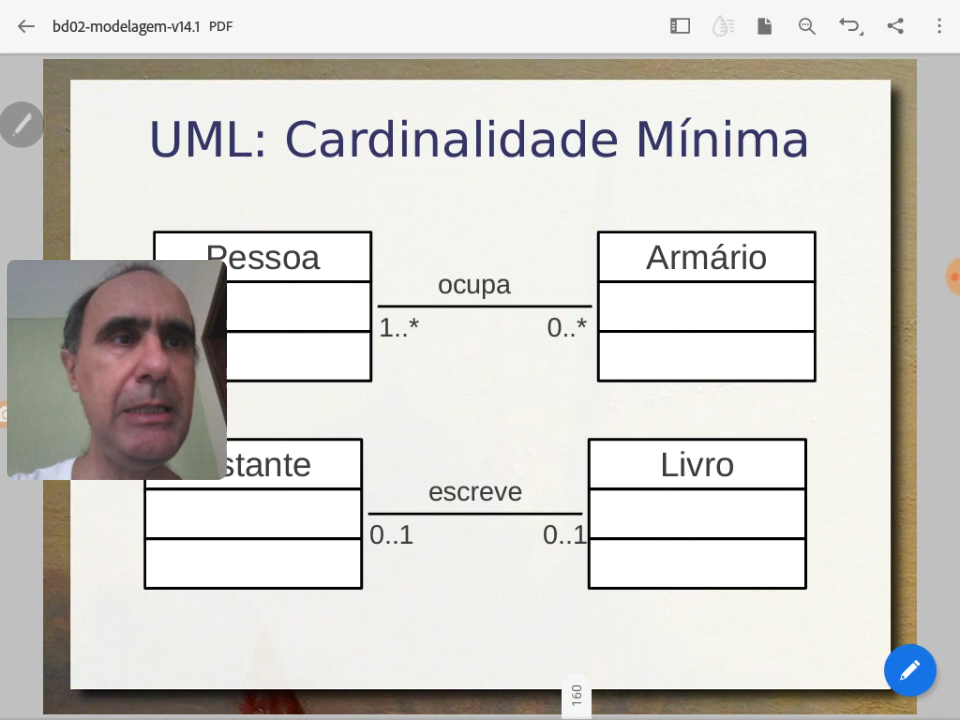 bd02-modelagem-v14.1 PDF
UML: Cardinalidade Mínima
Pessoa
Armário
ocupa
1..*
0..*
stante
Livro
escreve
0..1
0..1
160